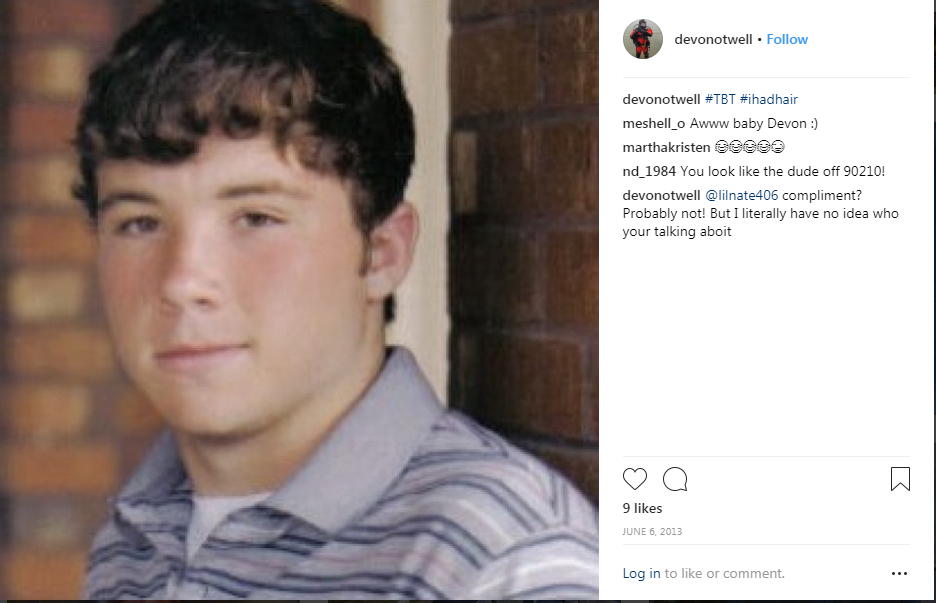 devonotwell • Follow
devonotwell #TBT #ihadhair
meshell_o Awww baby Devon :)
marthakristen 😄😄😄😄😄
nd_1984 You look like the dude off 90210!
devonotwell @lilnate406 compliment?
Probably not! But I literally have no idea who
your talking aboit
9 likes
JUNE 6, 2013
Log in to like or comment.